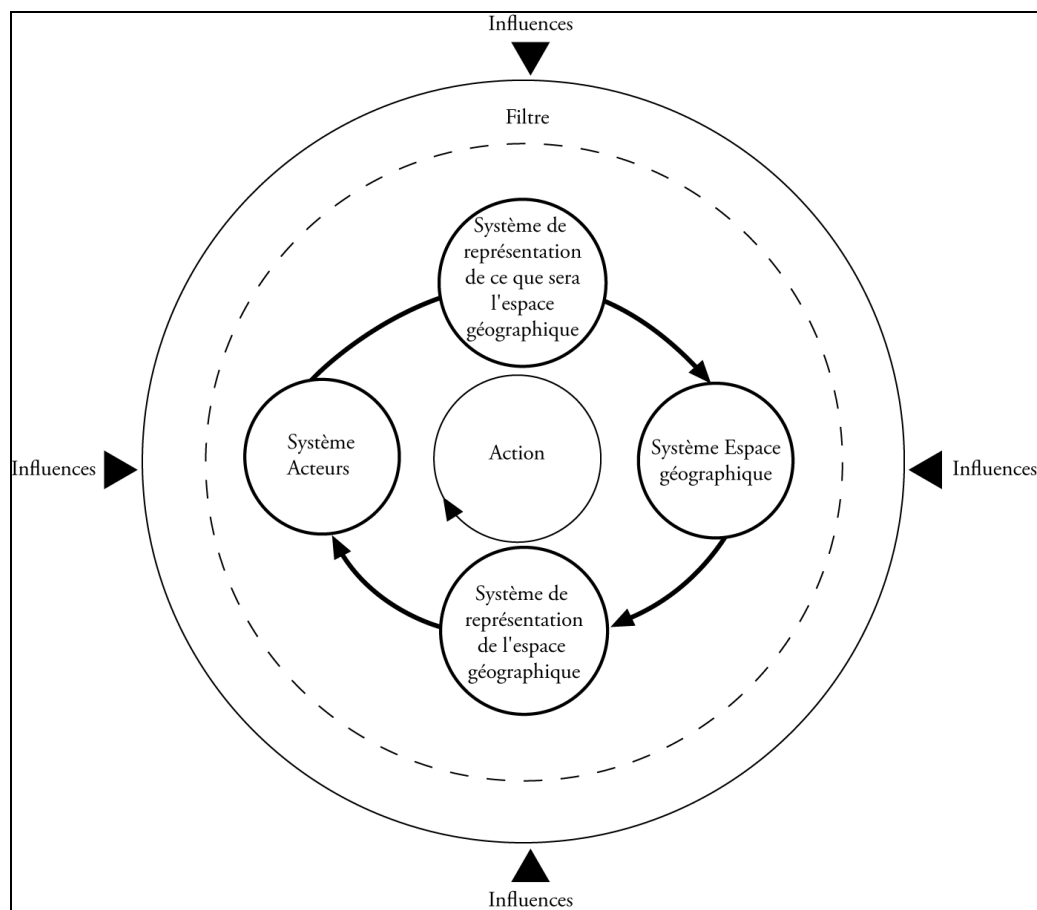 Influences
Filtre
Système de
représentation
de ce que sera
l'espace
géographique
Système
Acteurs
Action
Système Espace
géographique
Influences
Influences
Système de
représentation
de l'espace
géographique
Influences